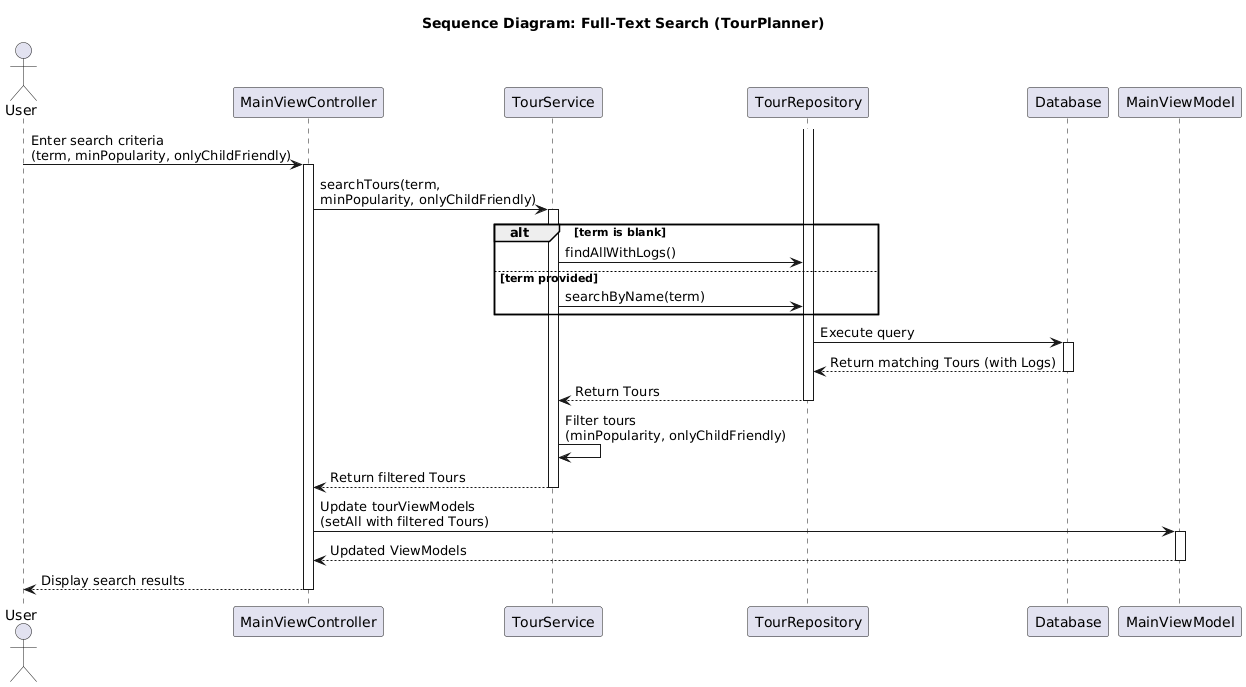 Sequence Diagram: Full-Text Search (TourPlanner)
User
MainViewController
TourService
TourRepository
Database
MainViewModel
Enter search criteria
(term, minPopularity, onlyChildFriendly)
searchTours(term,
minPopularity, onlyChildFriendly)
alt
[term is blank]
findAllWithLogs()
[term provided]
searchByName(term)
Execute query
Return matching Tours (with Logs)
Return Tours
Filter tours
(minPopularity, onlyChildFriendly)
Return filtered Tours
Update tourViewModels
(setAll with filtered Tours)
Updated ViewModels
Display search results
User
MainViewController
TourService
TourRepository
Database
MainViewModel